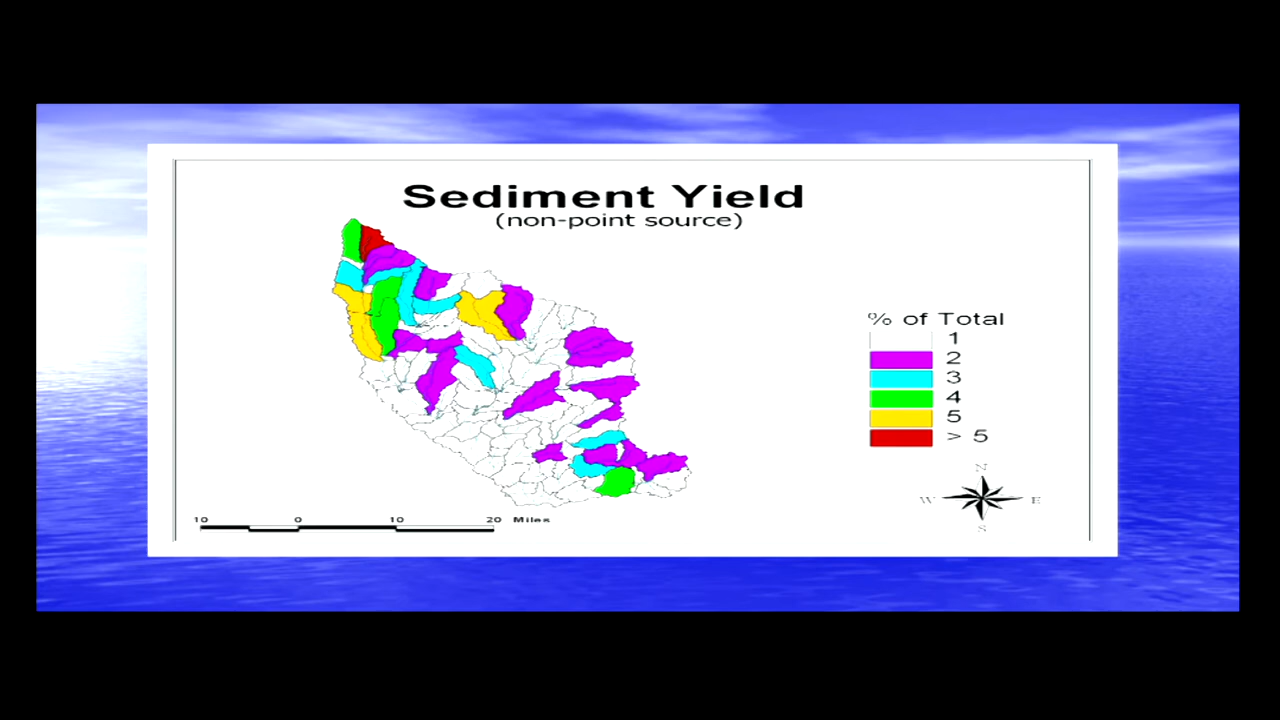 Sediment Yield
(non-point source)
% of Total
1
2
3
4
5
> 5
N
W E
S
10 0 10 20 Miles